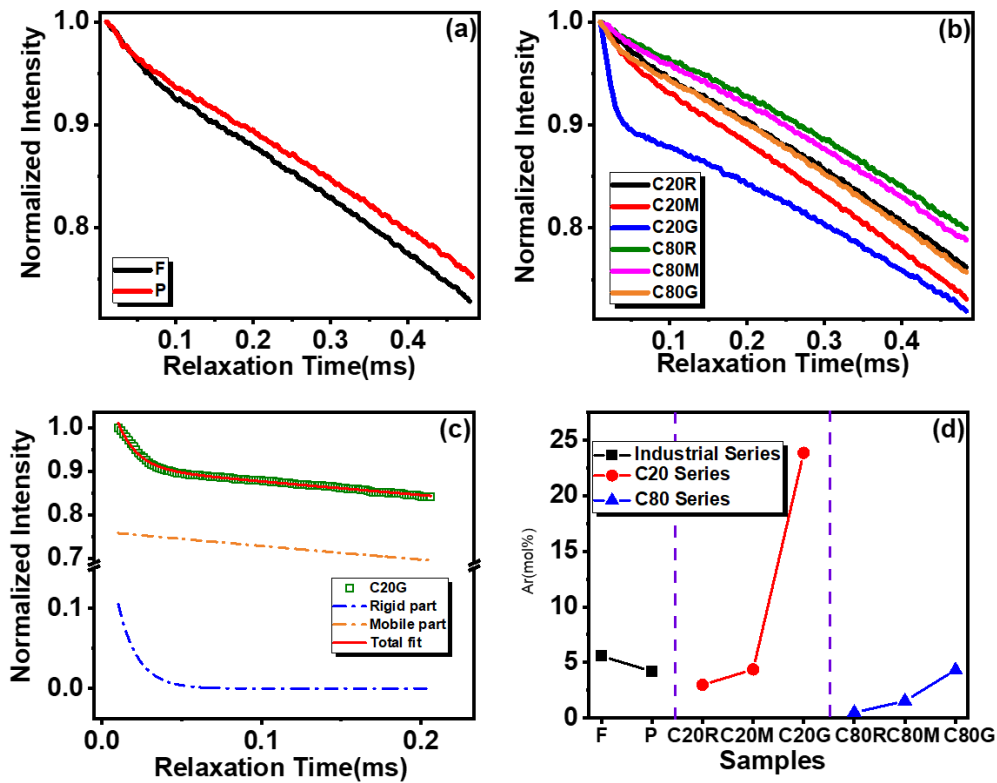 (a)
1.0
0.9
0.8
Normalized Intensity
F
P
0.1 0.2 0.3 0.4
Relaxation Time(ms)
(b)
1.0
0.9
0.8
Normalized Intensity
C20R
C20M
C20G
C80R
C80M
C80G
0.1 0.2 0.3 0.4
Relaxation Time(ms)
(c)
1.0
0.9
0.8
0.7
0.1
0.0
Normalized Intensity
C20G
Rigid part
Mobile part
Total fit
0.0 0.1 0.2
Relaxation Time(ms)
(d)
25
20
15
10
5
0
Ar(mol%)
Industrial Series
C20 Series
C80 Series
F P C20R C20M C20G C80R C80M C80G
Samples